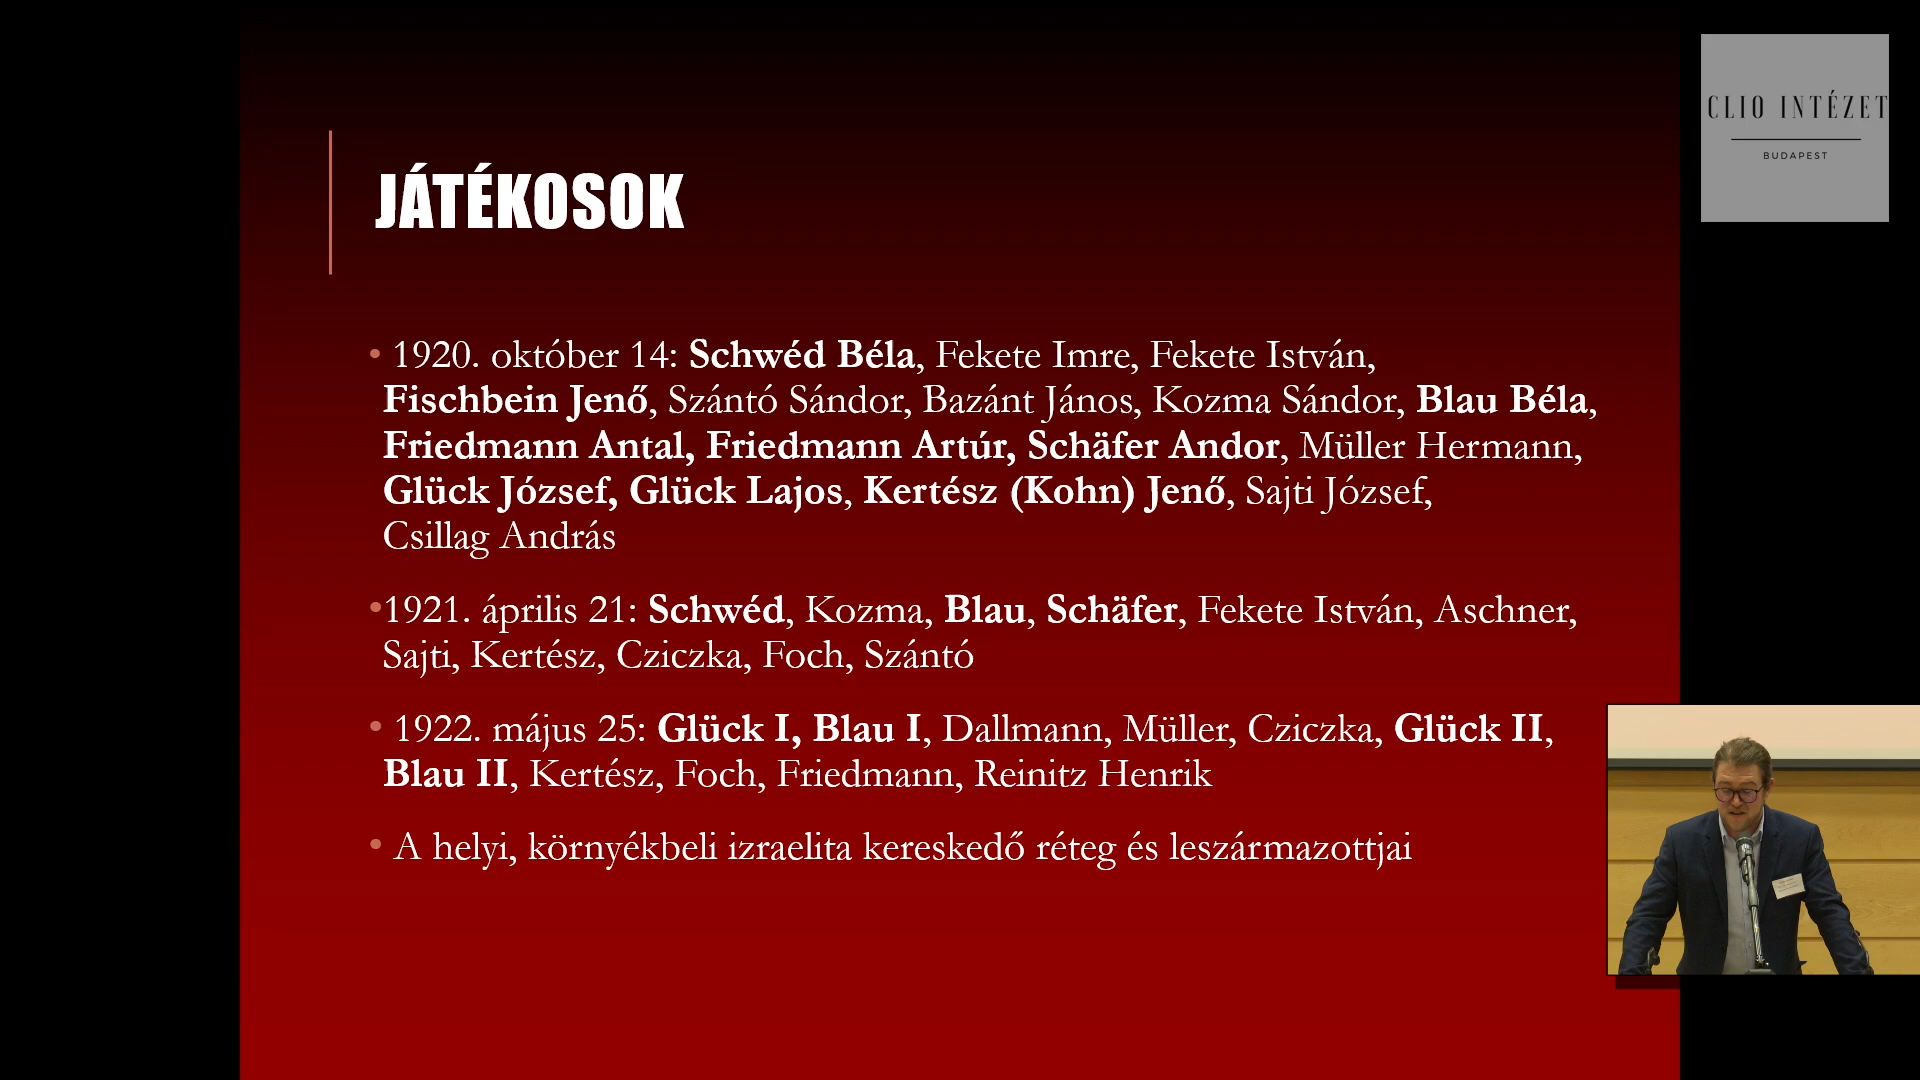 JÁTÉKOSOK
• 1920. október 14: Schwéd Béla, Fekete Imre, Fekete István,
Fischbein Jenő, Szántó Sándor, Bazánt János, Kozma Sándor, Blau Béla,
Friedmann Antal, Friedmann Artúr, Schäfer Andor, Müller Hermann,
Glück József, Glück Lajos, Kertész (Kohn) Jenő, Sajti József,
Csillag András
•1921. április 21: Schwéd, Kozma, Blau, Schäfer, Fekete István, Aschner,
Sajti, Kertész, Cziczka, Foch, Szántó
• 1922. május 25: Glück I, Blau I, Dallmann, Müller, Cziczka, Glück II,
Blau II, Kertész, Foch, Friedmann, Reinitz Henrik
• A helyi, környékbeli izraelita kereskedő réteg és leszármazottjai
CLIO INTÉZET
BUDAPEST